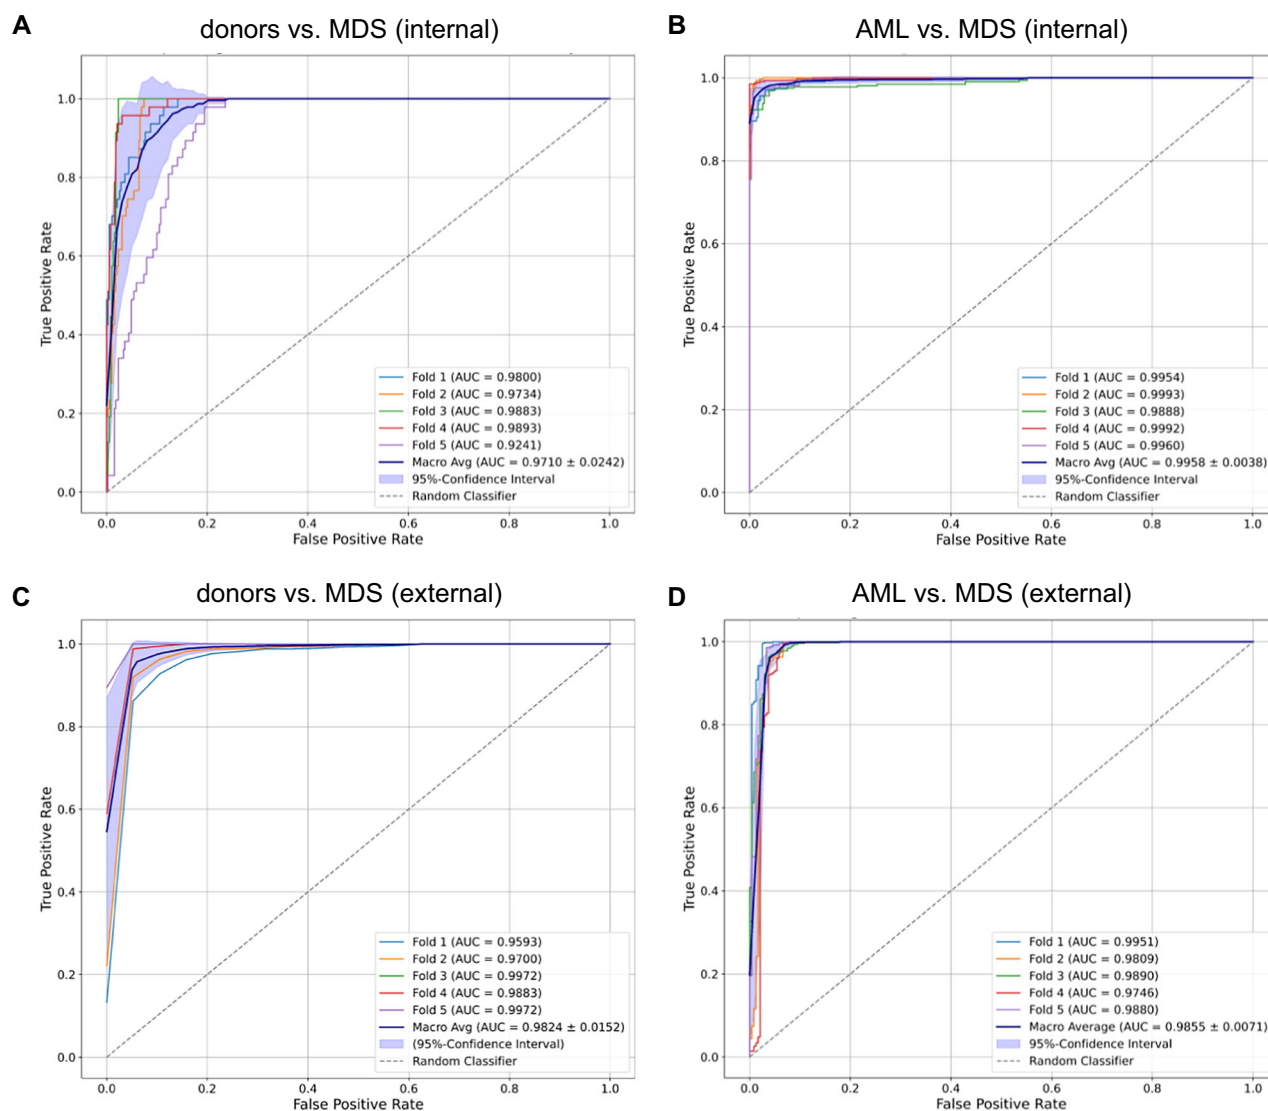 A
donors vs. MDS (internal)
1.0
0.8
0.6
0.4
0.2
0.0
True Positive Rate
Fold 1 (AUC = 0.9800)
Fold 2 (AUC = 0.9734)
Fold 3 (AUC = 0.9883)
Fold 4 (AUC = 0.9893)
Fold 5 (AUC = 0.9241)
Macro Avg (AUC = 0.9710 ± 0.0242)
95%-Confidence Interval
Random Classifier
0.0 0.2 0.4 0.6 0.8 1.0
False Positive Rate
B
AML vs. MDS (internal)
1.0
0.8
0.6
0.4
0.2
0.0
True Positive Rate
Fold 1 (AUC = 0.9954)
Fold 2 (AUC = 0.9993)
Fold 3 (AUC = 0.9888)
Fold 4 (AUC = 0.9992)
Fold 5 (AUC = 0.9960)
Macro Avg (AUC = 0.9958 ± 0.0038)
95%-Confidence Interval
Random Classifier
0.0 0.2 0.4 0.6 0.8 1.0
False Positive Rate
C
donors vs. MDS (external)
1.0
0.8
0.6
0.4
0.2
0.0
True Positive Rate
Fold 1 (AUC = 0.9593)
Fold 2 (AUC = 0.9700)
Fold 3 (AUC = 0.9972)
Fold 4 (AUC = 0.9883)
Fold 5 (AUC = 0.9972)
Macro Avg (AUC = 0.9824 ± 0.0152)
(95%-Confidence Interval)
Random Classifier
0.0 0.2 0.4 0.6 0.8 1.0
False Positive Rate
D
AML vs. MDS (external)
1.0
0.8
0.6
0.4
0.2
0.0
True Positive Rate
Fold 1 (AUC = 0.9951)
Fold 2 (AUC = 0.9809)
Fold 3 (AUC = 0.9890)
Fold 4 (AUC = 0.9746)
Fold 5 (AUC = 0.9880)
Macro Average (AUC = 0.9855 ± 0.0071)
95%-Confidence Interval
Random Classifier
0.0 0.2 0.4 0.6 0.8 1.0
False Positive Rate